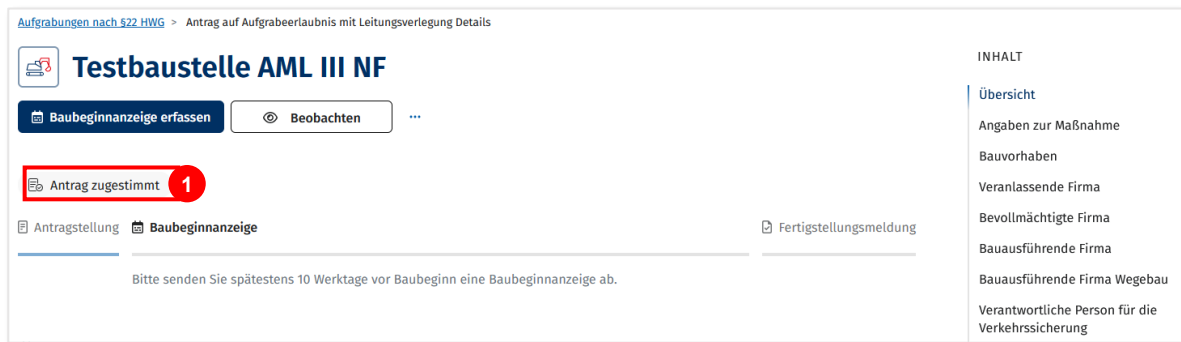 Aufgrabungen nach §22 HWG > Antrag auf Aufgrabeerlaubnis mit Leitungsverlegung Details
Testbaustelle AML III NF
Baubeginnanzeige erfassen
Beobachten
...
Antrag zugestimmt
1
Antragstellung
Baubeginnanzeige
Fertigstellungsmeldung
Bitte senden Sie spätestens 10 Werktage vor Baubeginn eine Baubeginnanzeige ab.
INHALT
Übersicht
Angaben zur Maßnahme
Bauvorhaben
Veranlassende Firma
Bevollmächtigte Firma
Bauausführende Firma
Bauausführende Firma Wegebau
Verantwortliche Person für die
Verkehrssicherung